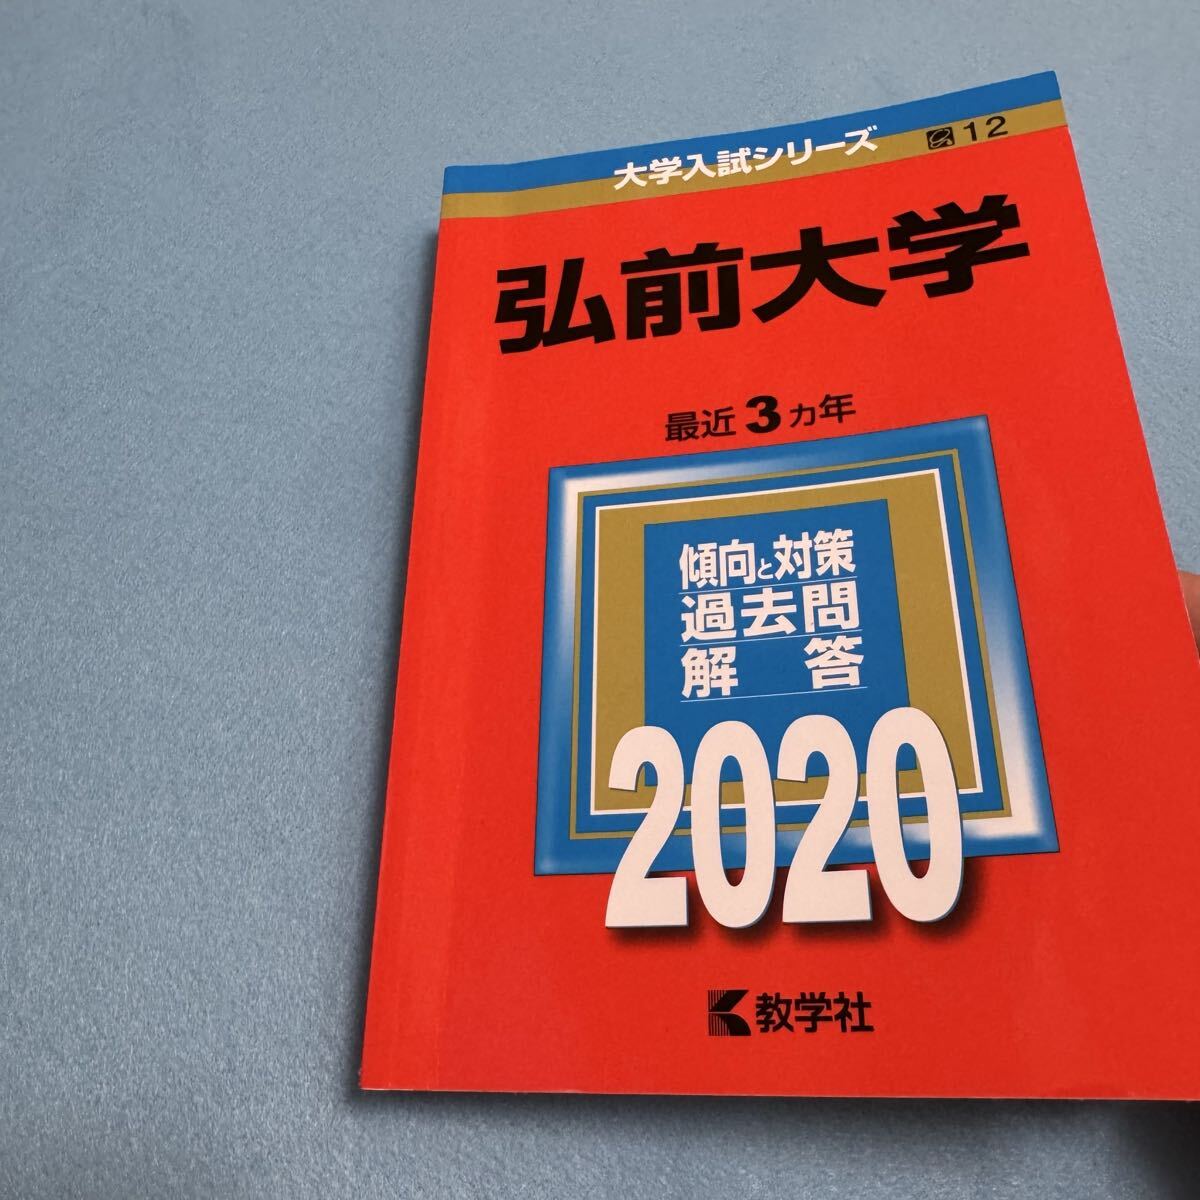 大学入試シリーズ
12
弘前大学
最近3ヵ年
傾向と対策
過去問
解答
2020
教学社